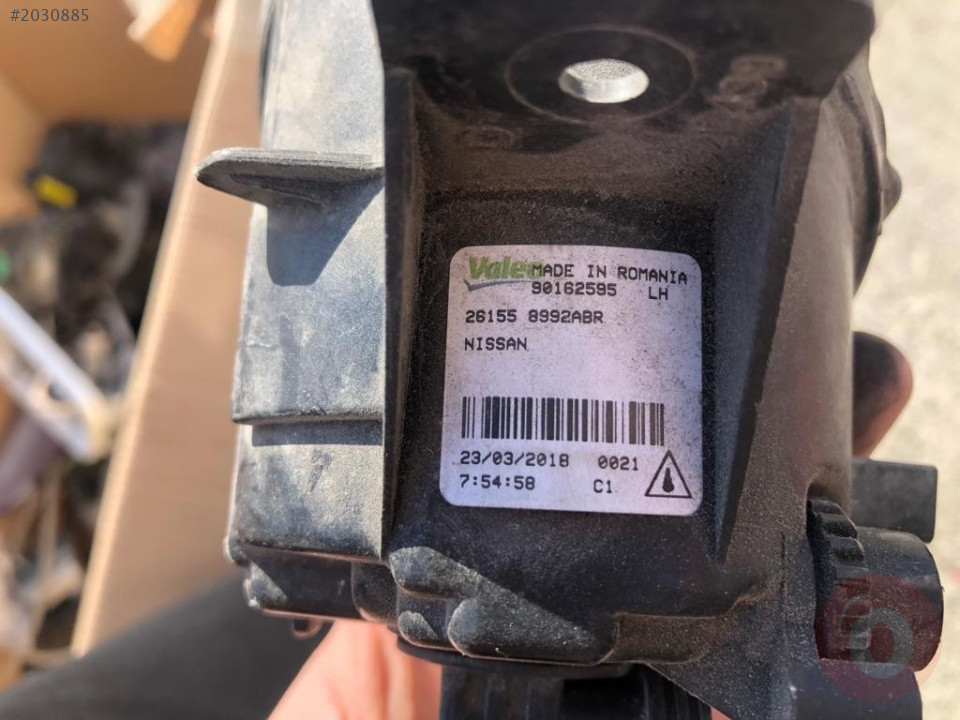 #2030885
Valeo MADE IN ROMANIA
90162595 LH
26155 8992ABR
NISSAN
23/03/2018 0021
7:54:58 C1